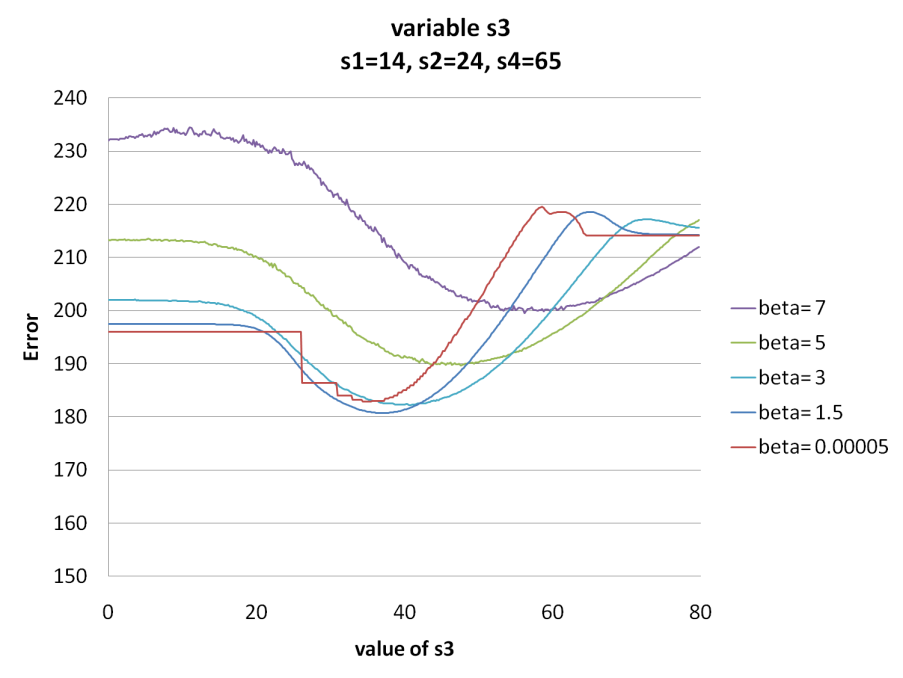 variable s3
s1=14, s2=24, s4=65
240
230
220
210
200
190
180
170
160
150
Error
0 20 40 60 80
value of s3
beta= 7
beta= 5
beta= 3
beta= 1.5
beta= 0.00005